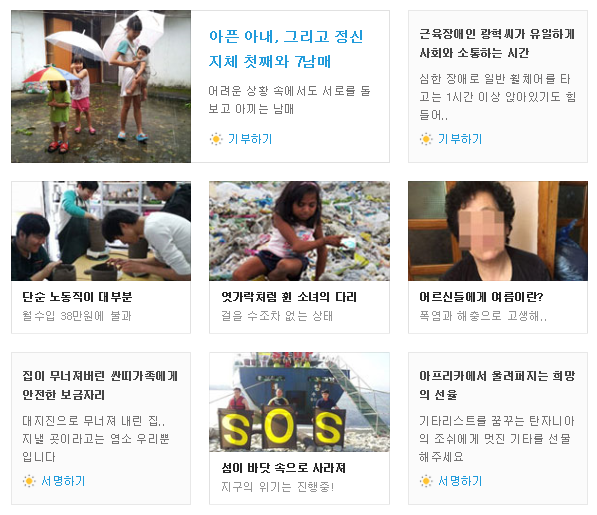 아픈 아내, 그리고 정신
지체 첫째와 7남매
어려운 상황 속에서도 서로를 돌
보고 아끼는 남매
기부하기
근육장애인 광혁씨가 유일하게
사회와 소통하는 시간
심한 장애로 일반 휠체어를 타
고는 1시간 이상 앉아있기도 힘
들어..
기부하기
단순 노동직이 대부분
월수입 38만원에 불과
엿가락처럼 휜 소녀의 다리
걸을 수조차 없는 상태
어르신들에게 여름이란?
폭염과 해충으로 고생해..
집이 무너져버린 싼띠가족에게
안전한 보금자리
대지진으로 무너져 내린 집..
지낼 곳이라고는 염소 우리뿐
입니다
서명하기
SOS
섬이 바닷 속으로 사라져
지구의 위기는 진행중!
아프리카에서 울려퍼지는 희망
의 선율
기타리스트를 꿈꾸는 탄자니아
의 조쉬에게 멋진 기타를 선물
해주세요
서명하기